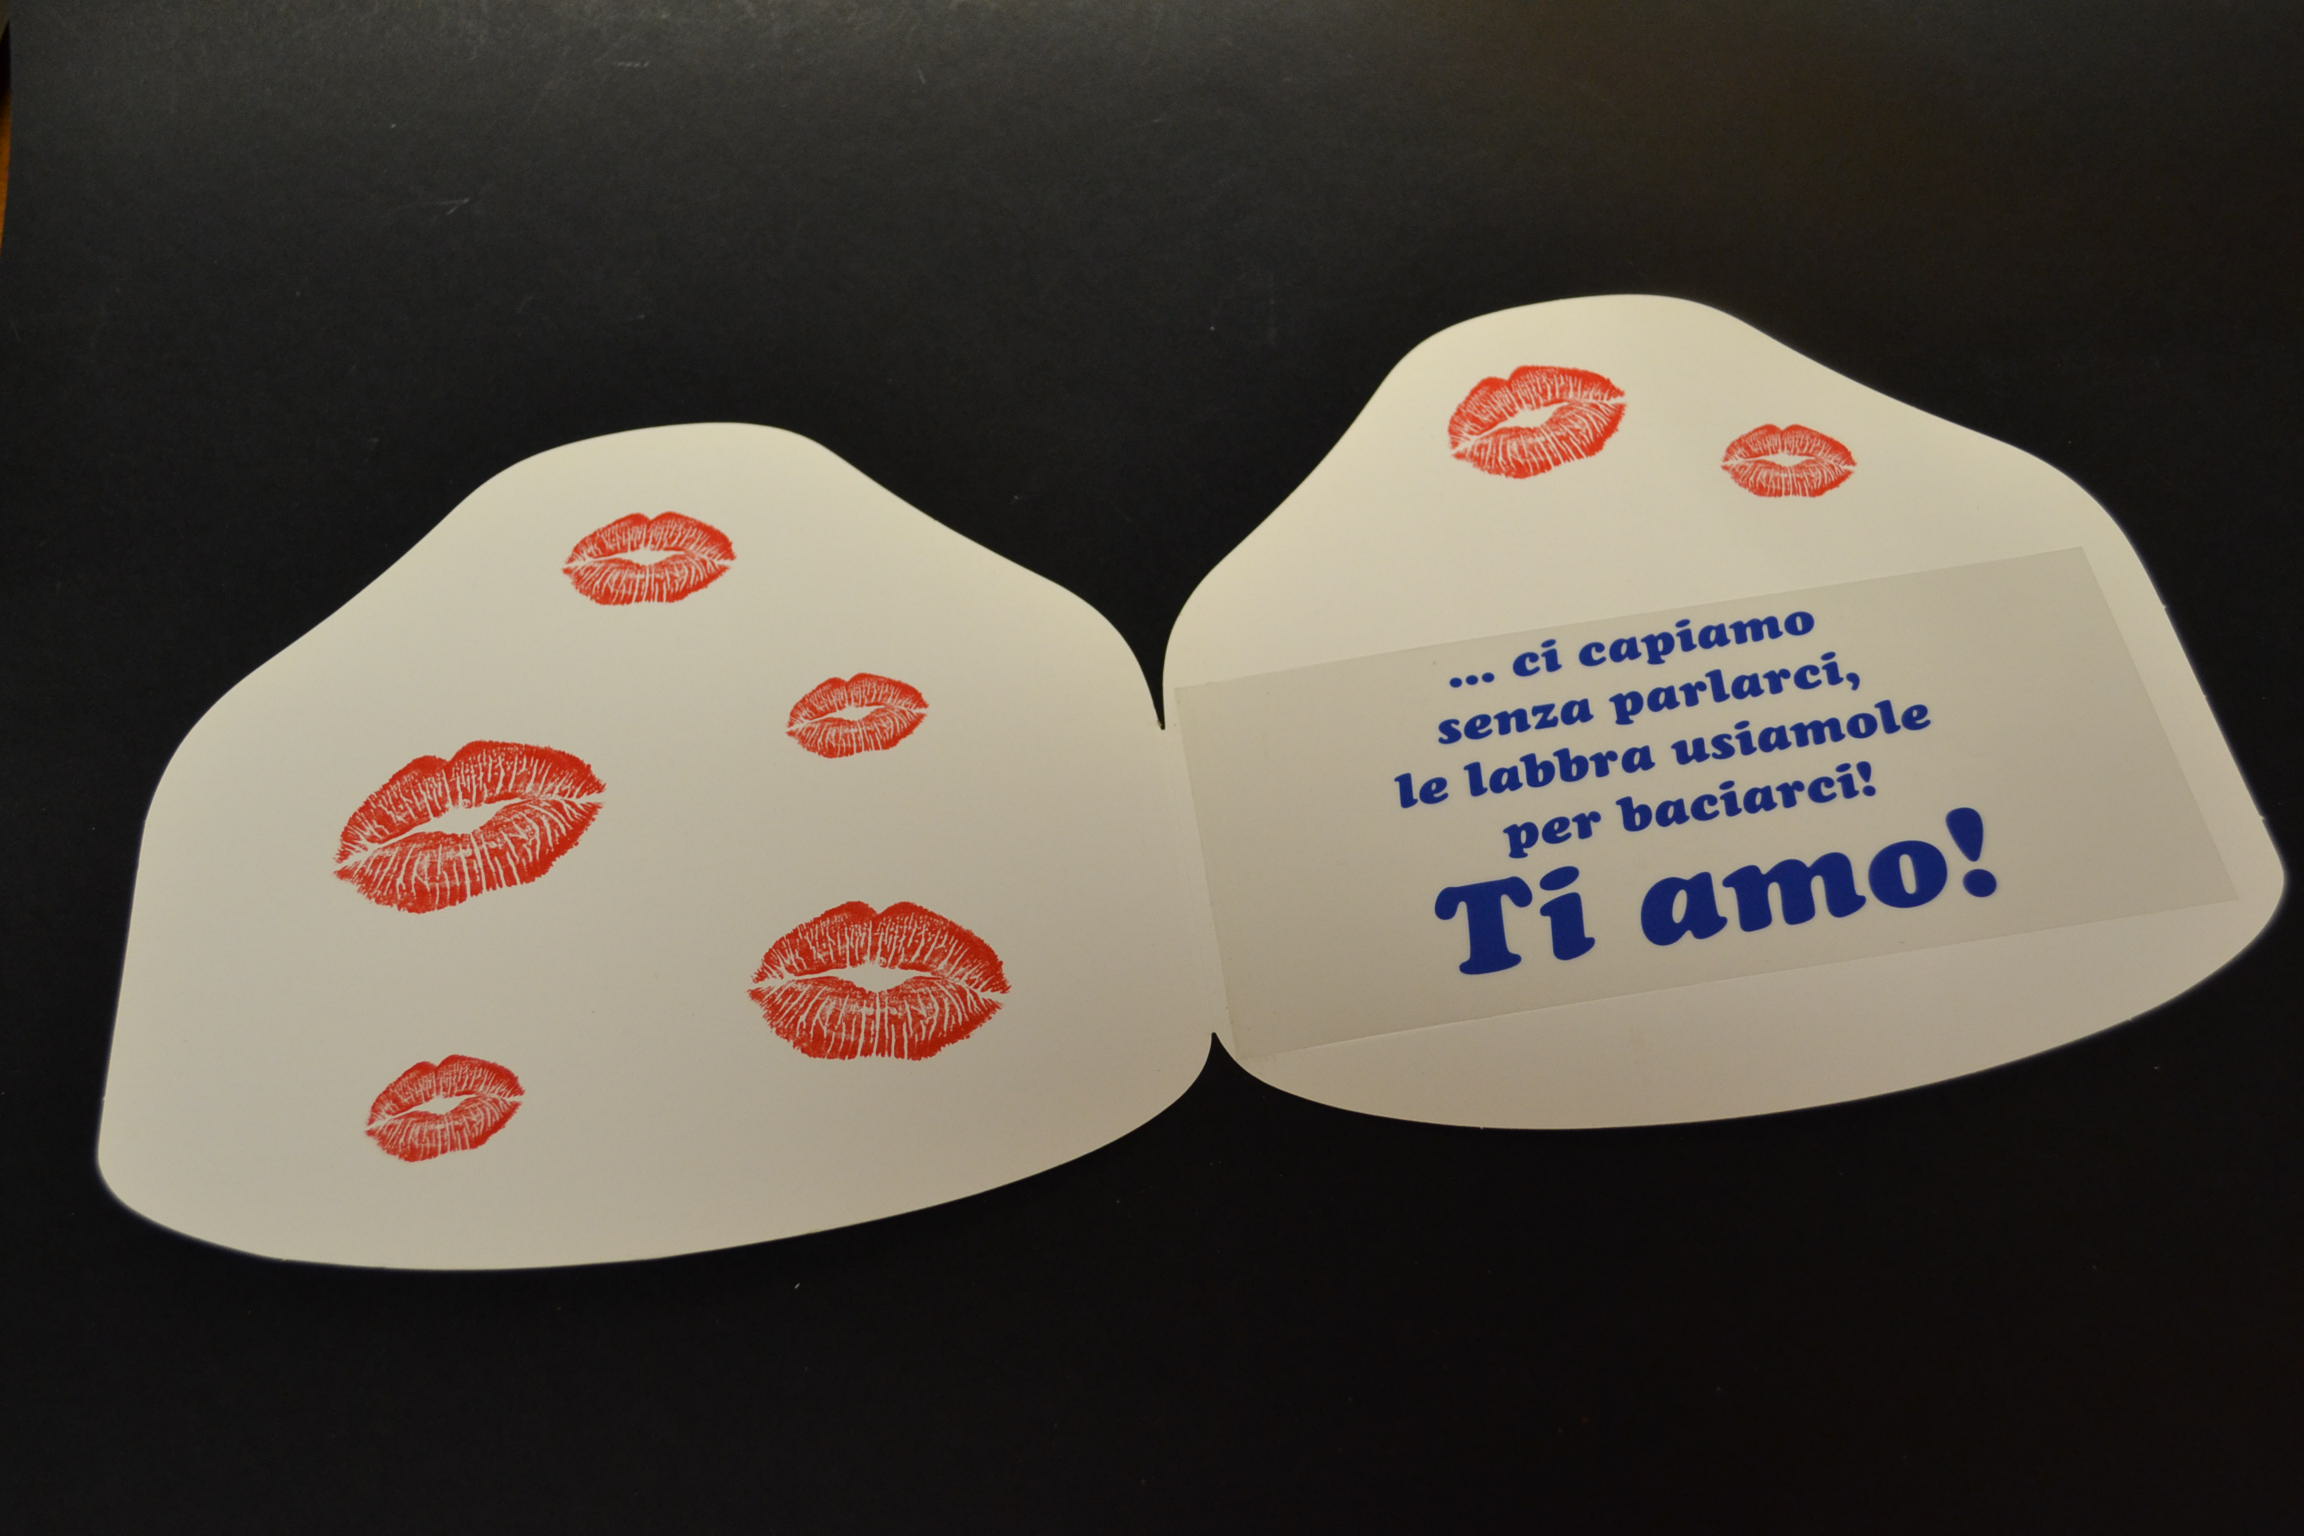 ... ci capiamo
senza parlarci,
le labbra usiamole
per baciarci!
Ti amo!